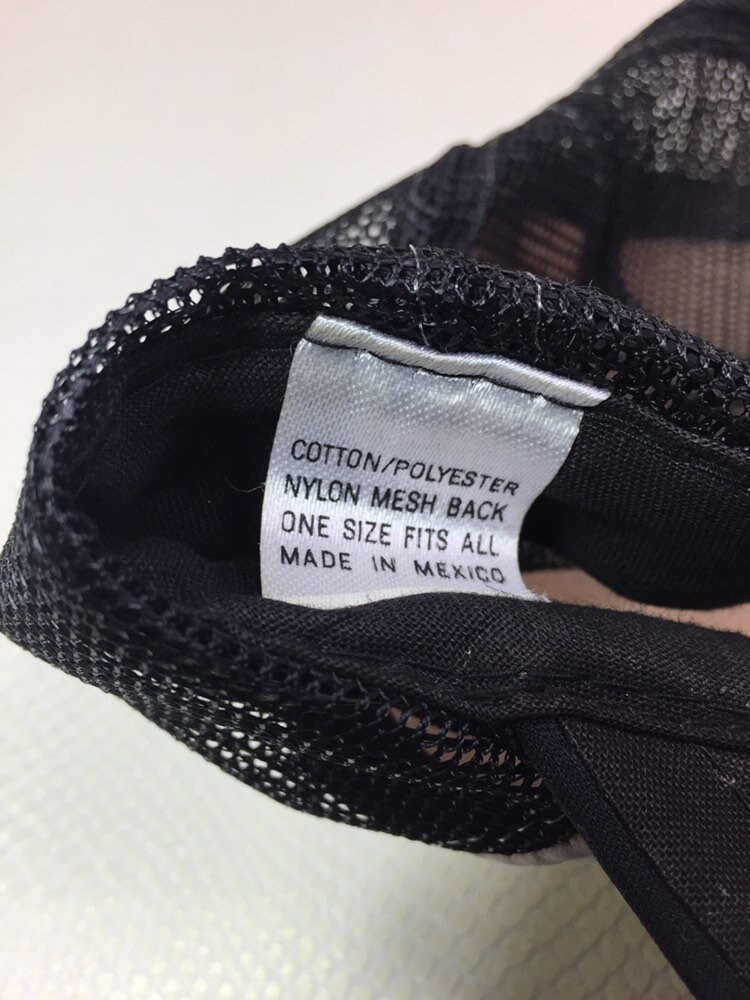 COTTON/POLYESTER
NYLON MESH BACK
ONE SIZE FITS ALL
MADE IN MEXICO